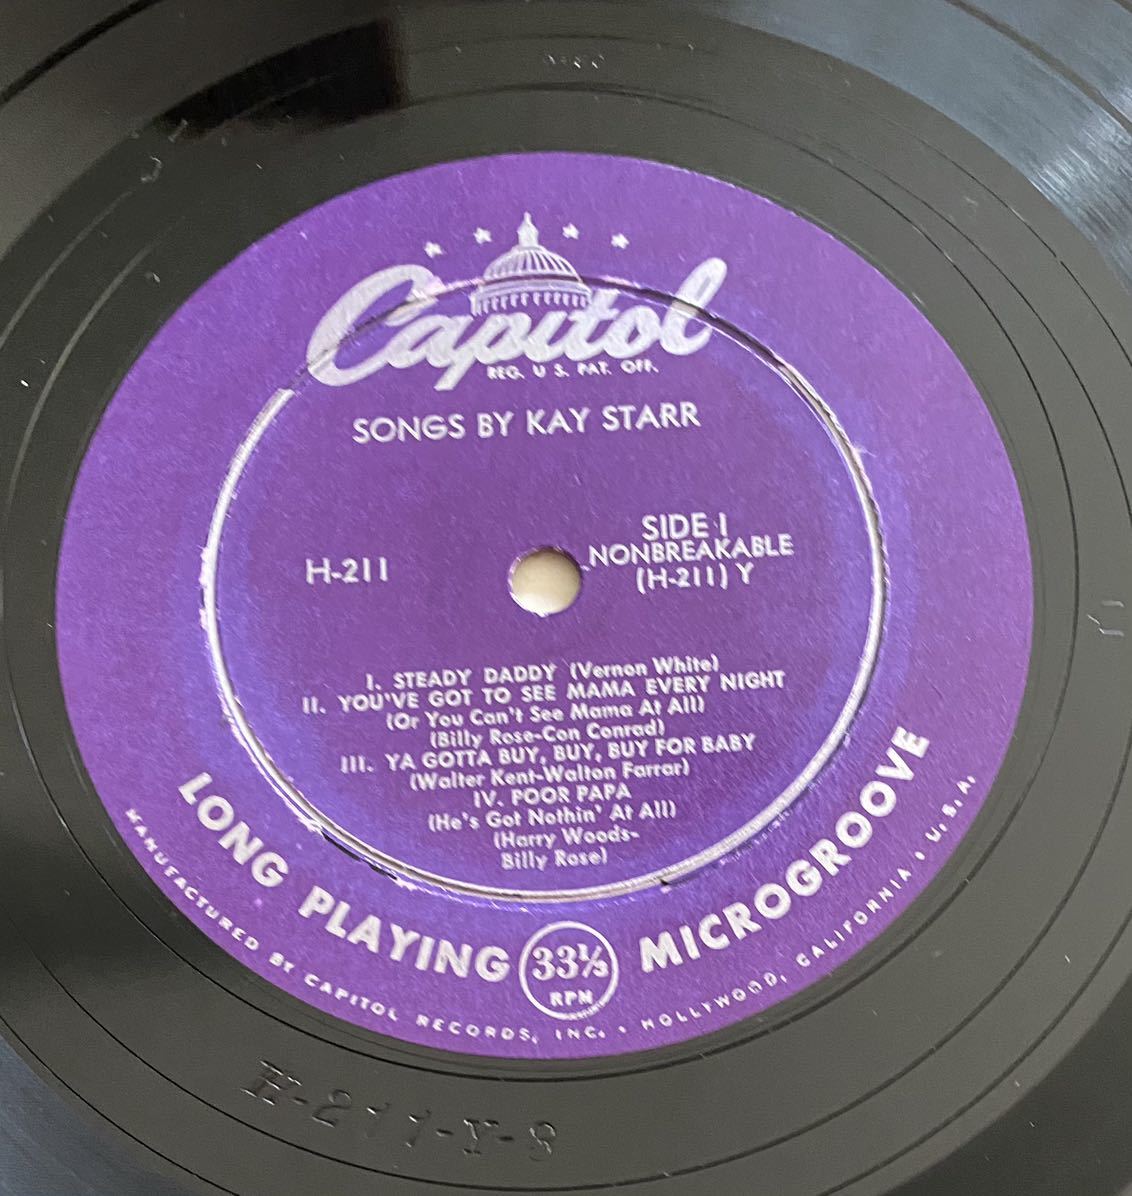 Capitol
REG. U.S. PAT. OFF.
SONGS BY KAY STARR
H-211
SIDE 1
NONBREAKABLE
(H-211) Y
I. STEADY DADDY (Vernon White)
II. YOU'VE GOT TO SEE MAMA EVERY NIGHT
(Or You Can't See Mama At All)
(Billy Rose-Con Conrad)
III. YA GOTTA BUY, BUY, BUY FOR BABY
(Walter Kent-Walton Farrar)
IV. POOR PAPA
(He's Got Nothin' At All)
(Harry Woods-
Billy Rose)
LONG PLAYING 33⅓ RPM MICROGROOVE
MANUFACTURED BY CAPITOL RECORDS, INC. • HOLLYWOOD, CALIFORNIA • U.S.A.
H-211-Y-8